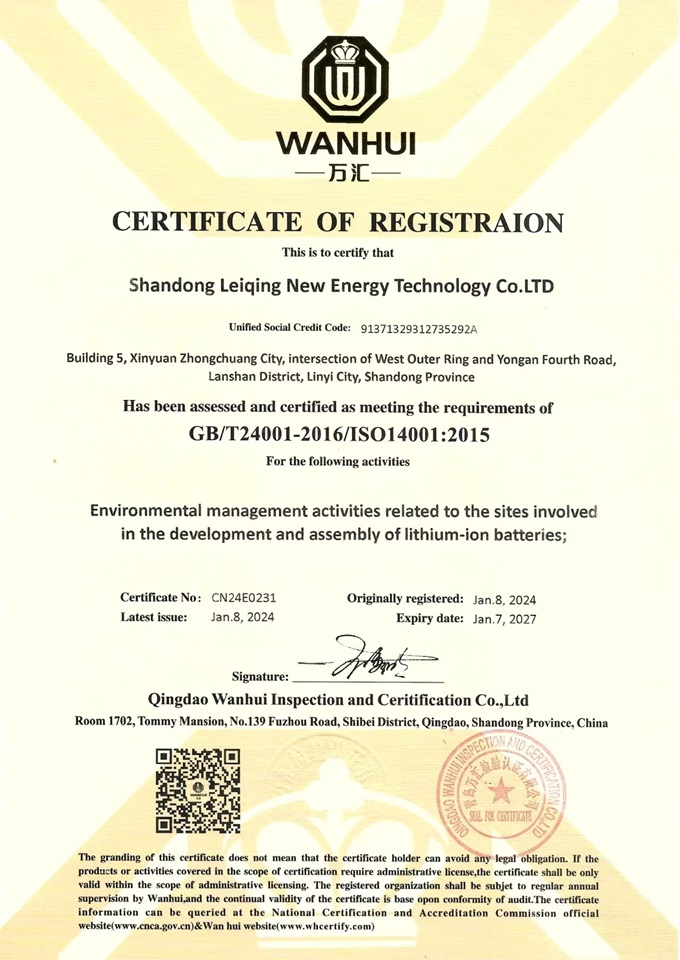 WANHUI
万汇
CERTIFICATE OF REGISTRAION
This is to certify that
Shandong Leiqing New Energy Technology Co.LTD
Unified Social Credit Code: 91371329312735292A
Building 5, Xinyuan Zhongchuang City, intersection of West Outer Ring and Yongan Fourth Road,
Lanshan District, Linyi City, Shandong Province
Has been assessed and certified as meeting the requirements of
GB/T24001-2016/ISO14001:2015
For the following activities
Environmental management activities related to the sites involved
in the development and assembly of lithium-ion batteries;
Certificate No: CN24E0231
Originally registered: Jan.8, 2024
Latest issue: Jan.8, 2024
Expiry date: Jan.7, 2027
Signature:
Qingdao Wanhui Inspection and Ceritification Co.,Ltd
Room 1702, Tommy Mansion, No.139 Fuzhou Road, Shibei District, Qingdao, Shandong Province, China
QINGDAO WANHUI INSPECTION AND CERTIFICATION CO.,LTD
青岛万汇检验认证有限公司
SEAL FOR CERTIFICATE
The granting of this certificate does not mean that the certificate holder can avoid any legal obligation. If the
products or activities covered in the scope of certification require administrative license,the certificate shall be only
valid within the scope of administrative licensing. The registered organization shall be subjet to regular annual
supervision by Wanhui,and the continual validity of the certificate is base opon conformity of audit.The certificate
information can be queried at the National Certification and Accreditation Commission official
website(www.cnca.gov.cn)&Wan hui website(www.whcertify.com)